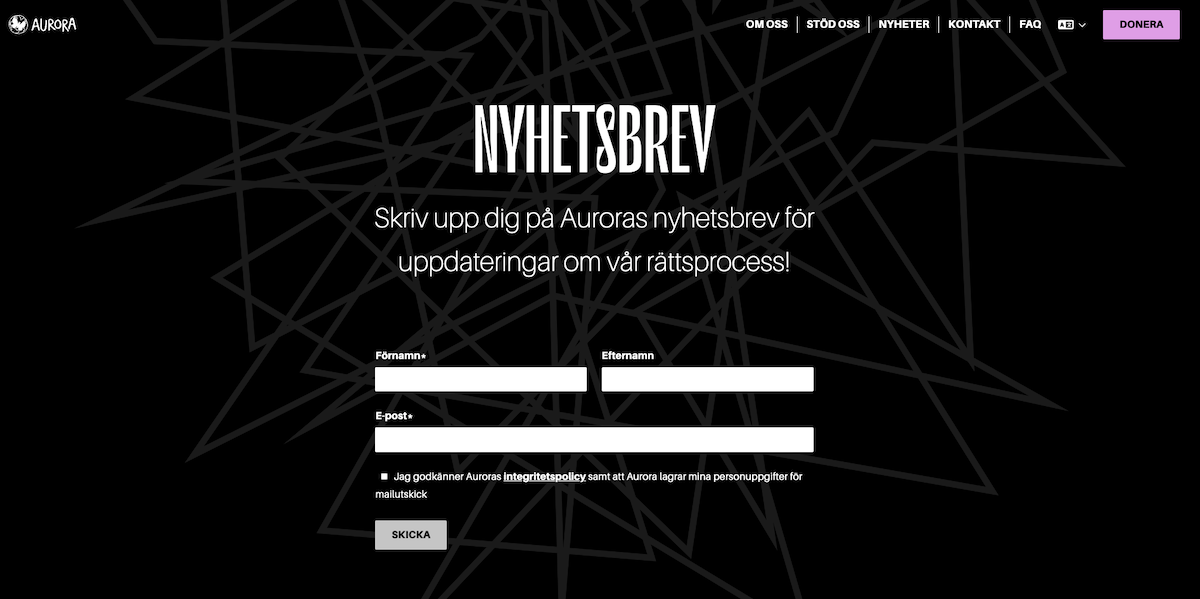 AURORA
OM OSS
STÖD OSS
NYHETER
KONTAKT
FAQ
DONERA
NYHETSBREV
Skriv upp dig på Auroras nyhetsbrev för
uppdateringar om vår rättsprocess!
Förnamn*
Efternamn
E-post*
Jag godkänner Auroras integritetspolicy samt att Aurora lagrar mina personuppgifter för
mailutskick
SKICKA